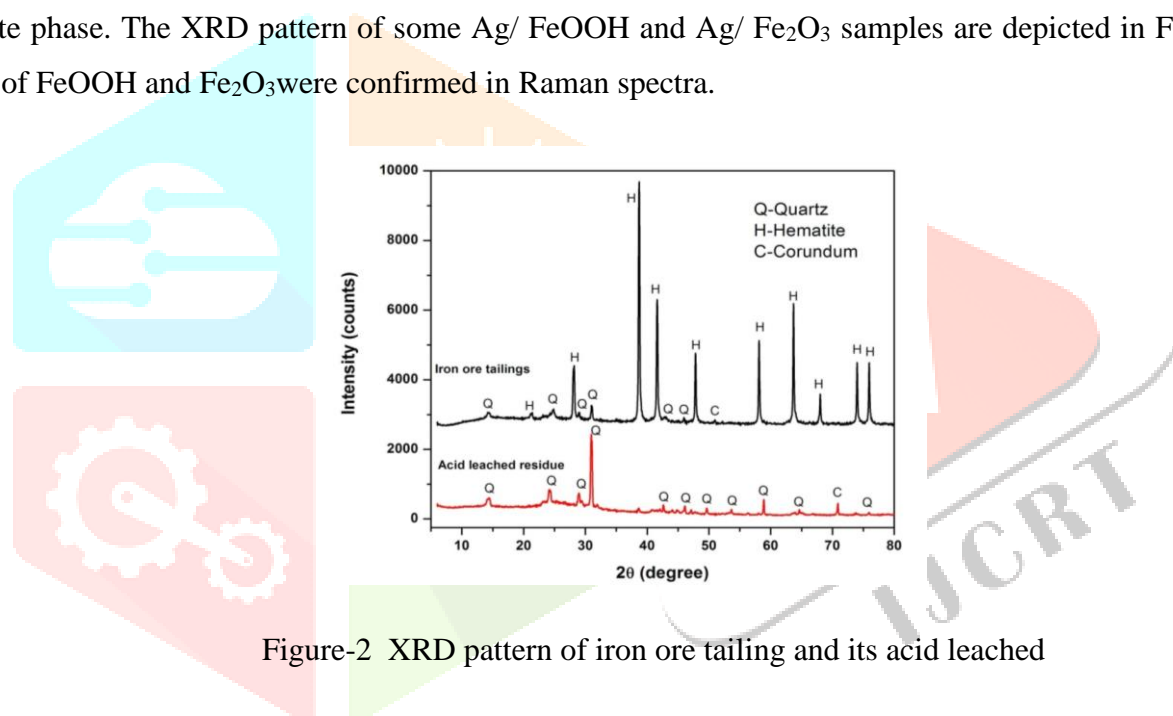 te phase. The XRD pattern of some Ag/ FeOOH and Ag/ Fe₂O₃ samples are depicted in F
of FeOOH and Fe₂O₃were confirmed in Raman spectra.
10000
8000
6000
4000
2000
0
Intensity (counts)
Q-Quartz
H-Hematite
C-Corundum
Iron ore tailings
Q H Q H Q Q H H Q Q H C H H H H H
Acid leached residue
Q Q Q Q Q Q Q Q Q Q C Q
10 20 30 40 50 60 70 80
2θ (degree)
IJCRT
Figure-2 XRD pattern of iron ore tailing and its acid leached